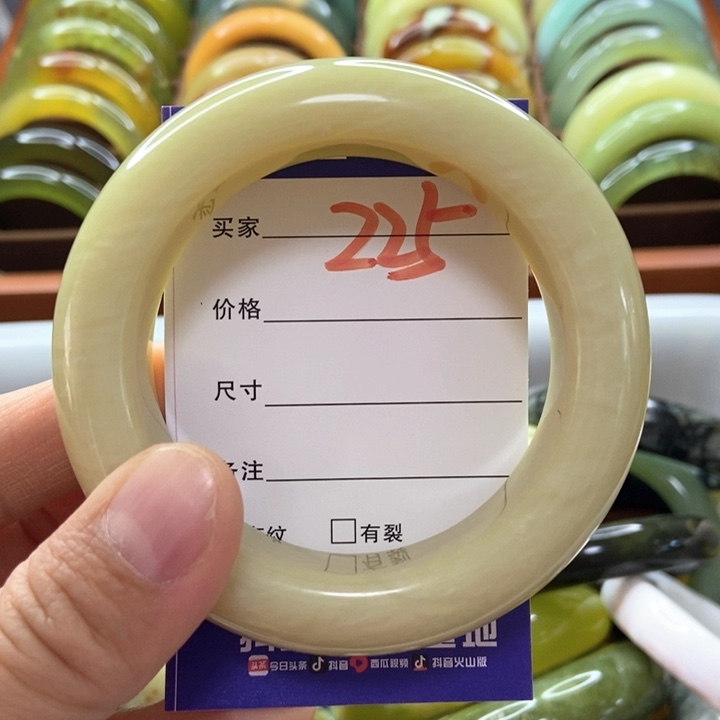 买家 225
价格
尺寸
备注
纹 □有裂
今日头条 抖音 西瓜视频 抖音火山版